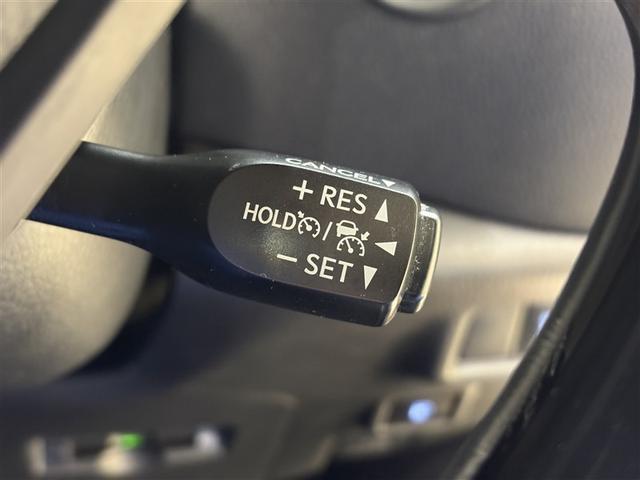 CANCEL▼
+RES▲
HOLD / ◀
−SET▼